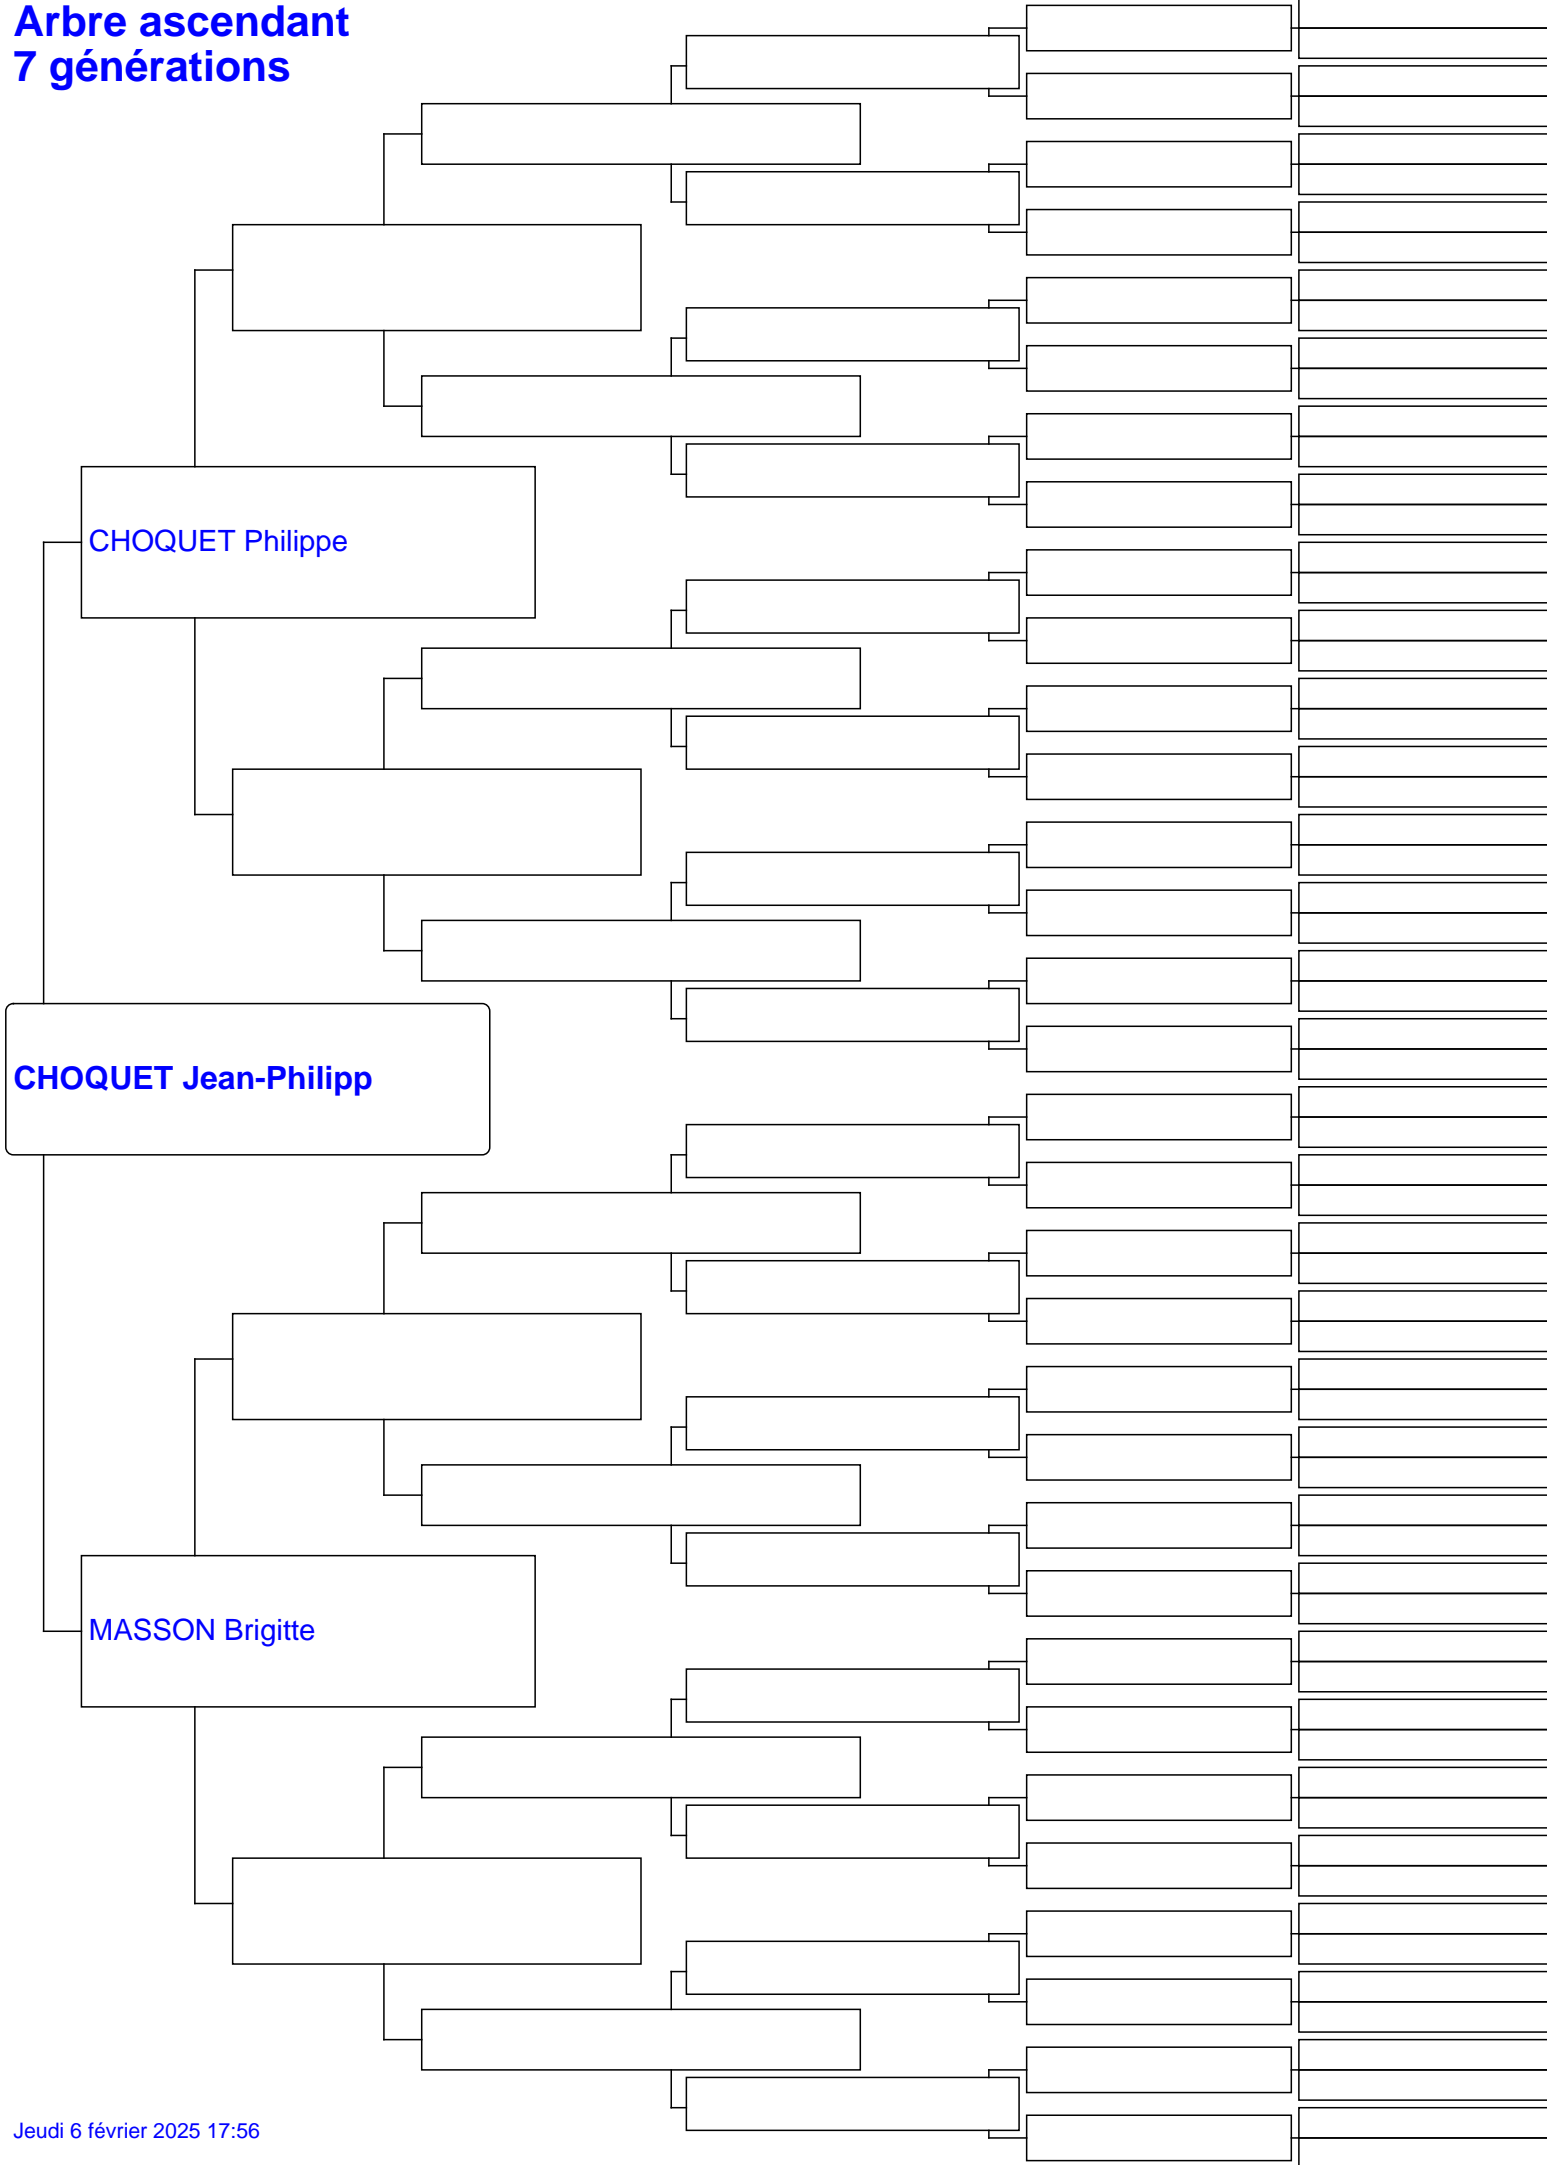 Arbre ascendant
7 générations
CHOQUET Philippe
CHOQUET Jean-Philipp
MASSON Brigitte
Jeudi 6 février 2025 17:56